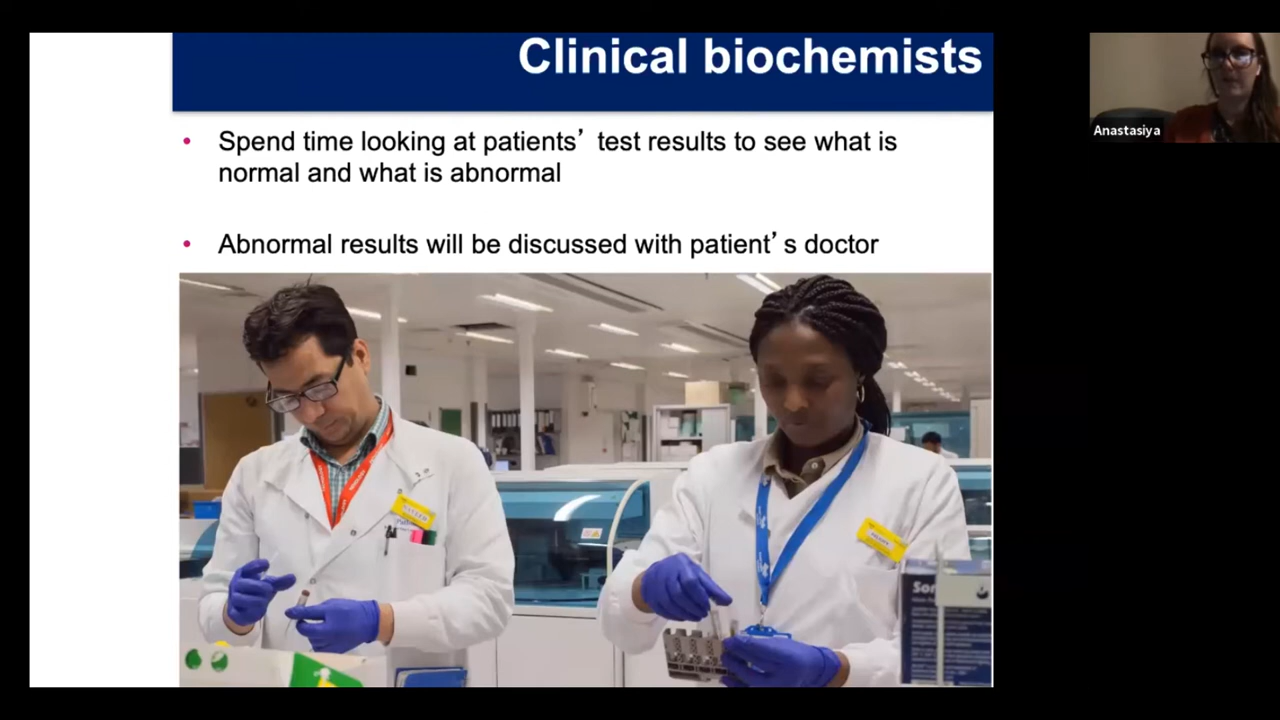 Clinical biochemists
Anastasiya
• Spend time looking at patients’ test results to see what is
normal and what is abnormal
• Abnormal results will be discussed with patient’s doctor